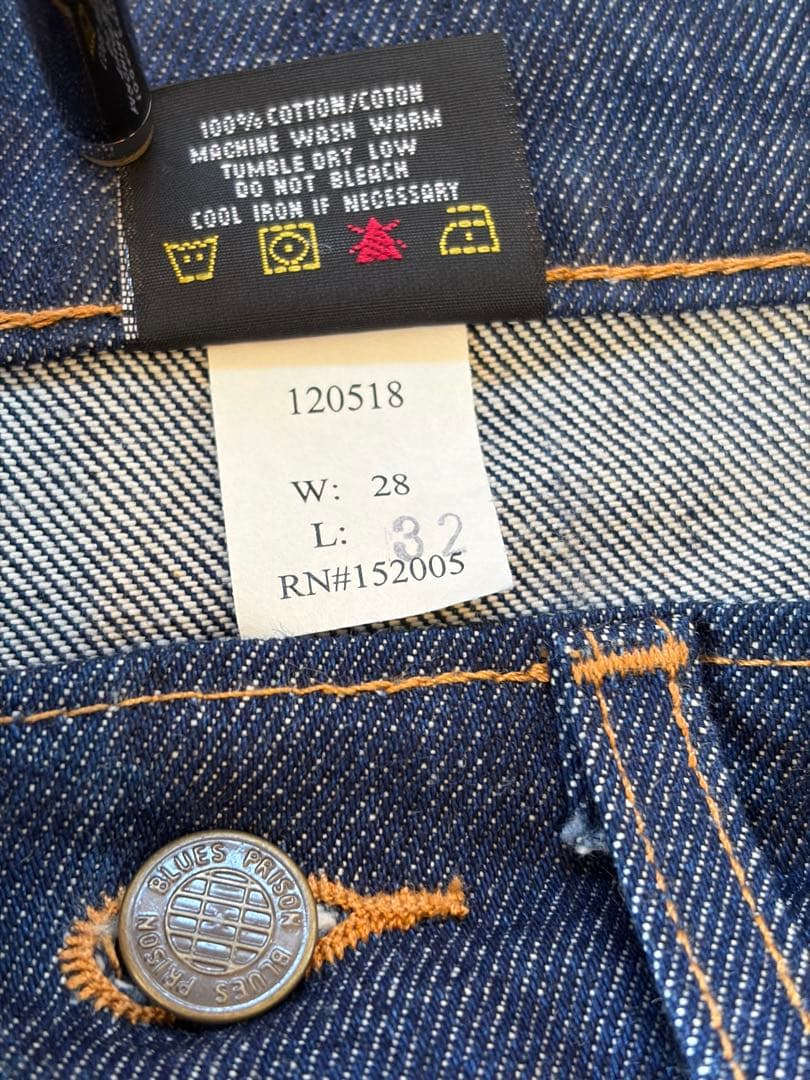 100% COTTON/COTON
MACHINE WASH WARM
TUMBLE DRY LOW
DO NOT BLEACH
COOL IRON IF NECESSARY
120518
W: 28
L: 32
RN#152005
BLUES PRISON BLUES PRISON